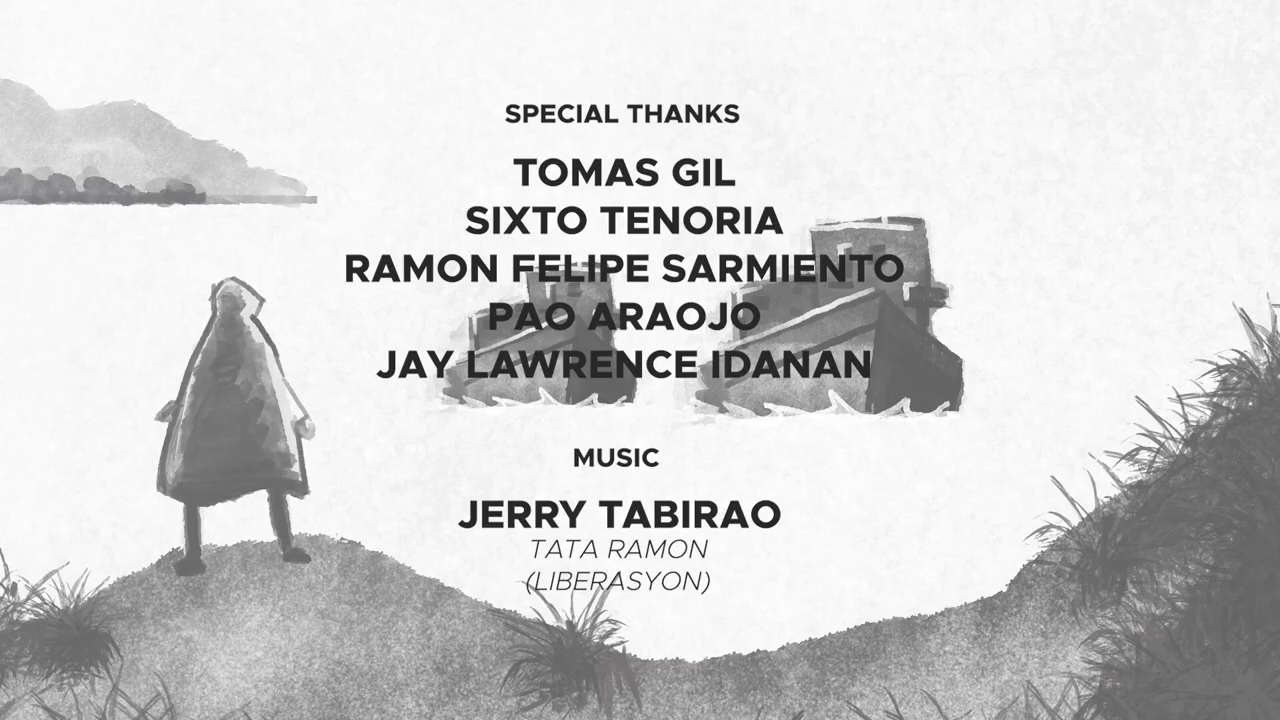 SPECIAL THANKS
TOMAS GIL
SIXTO TENORIA
RAMON FELIPE SARMIENTO
PAO ARAOJO
JAY LAWRENCE IDANAN
MUSIC
JERRY TABIRAO
TATA RAMON
(LIBERASYON)